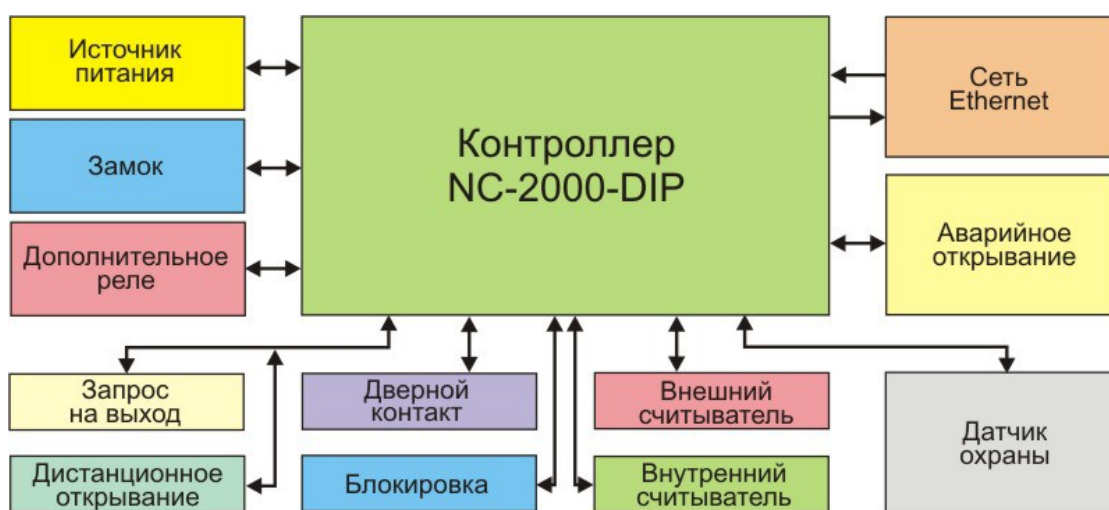 Источник
питания
Замок
Дополнительное
реле
Контроллер
NC-2000-DIP
Сеть
Ethernet
Аварийное
открывание
Запрос
на выход
Дверной
контакт
Внешний
считыватель
Датчик
охраны
Дистанционное
открывание
Блокировка
Внутренний
считыватель